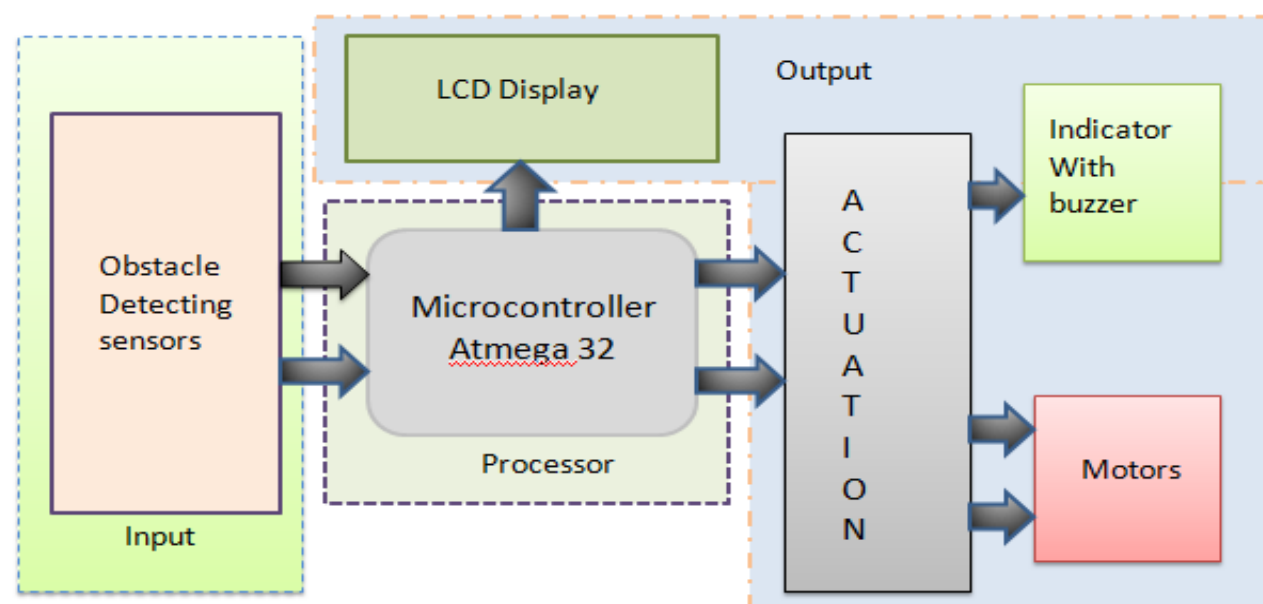 LCD Display
Output
Indicator
With
buzzer
Obstacle
Detecting
sensors
Microcontroller
Atmega 32
Processor
Input
A
C
T
U
A
T
I
O
N
Motors